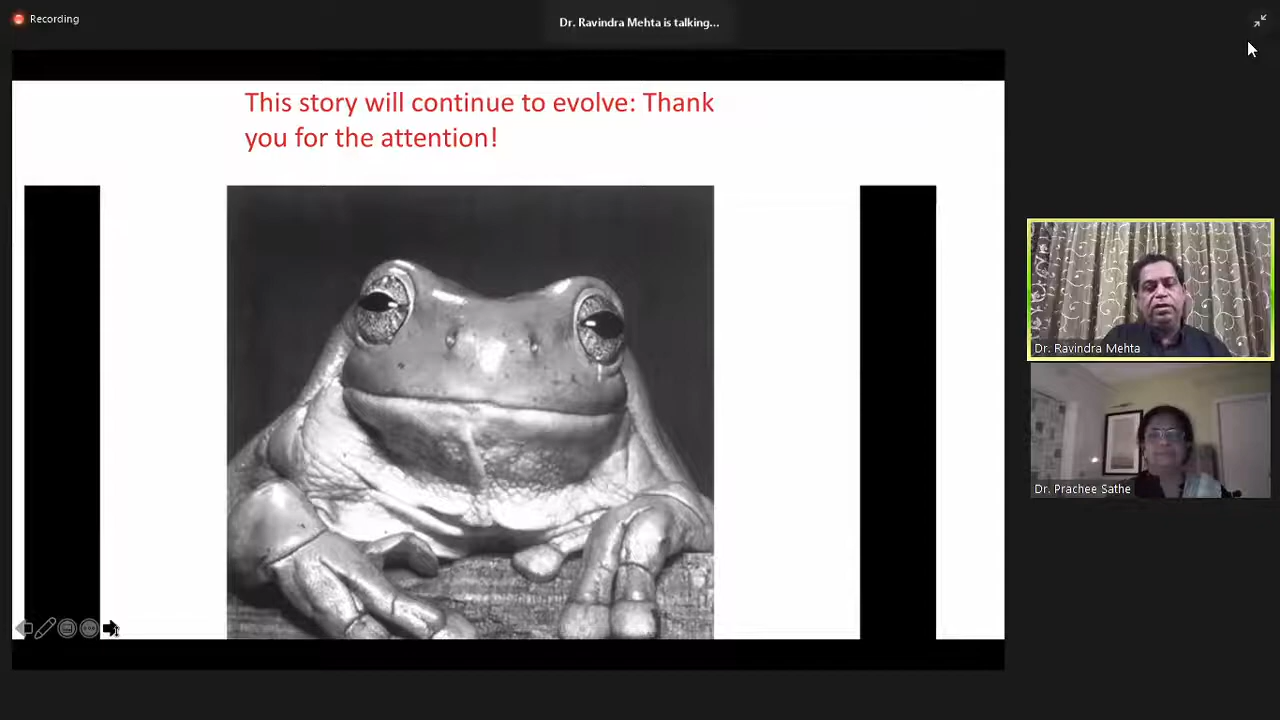 Recording
Dr. Ravindra Mehta is talking...
This story will continue to evolve: Thank
you for the attention!
Dr. Ravindra Mehta
Dr. Prachee Sathe